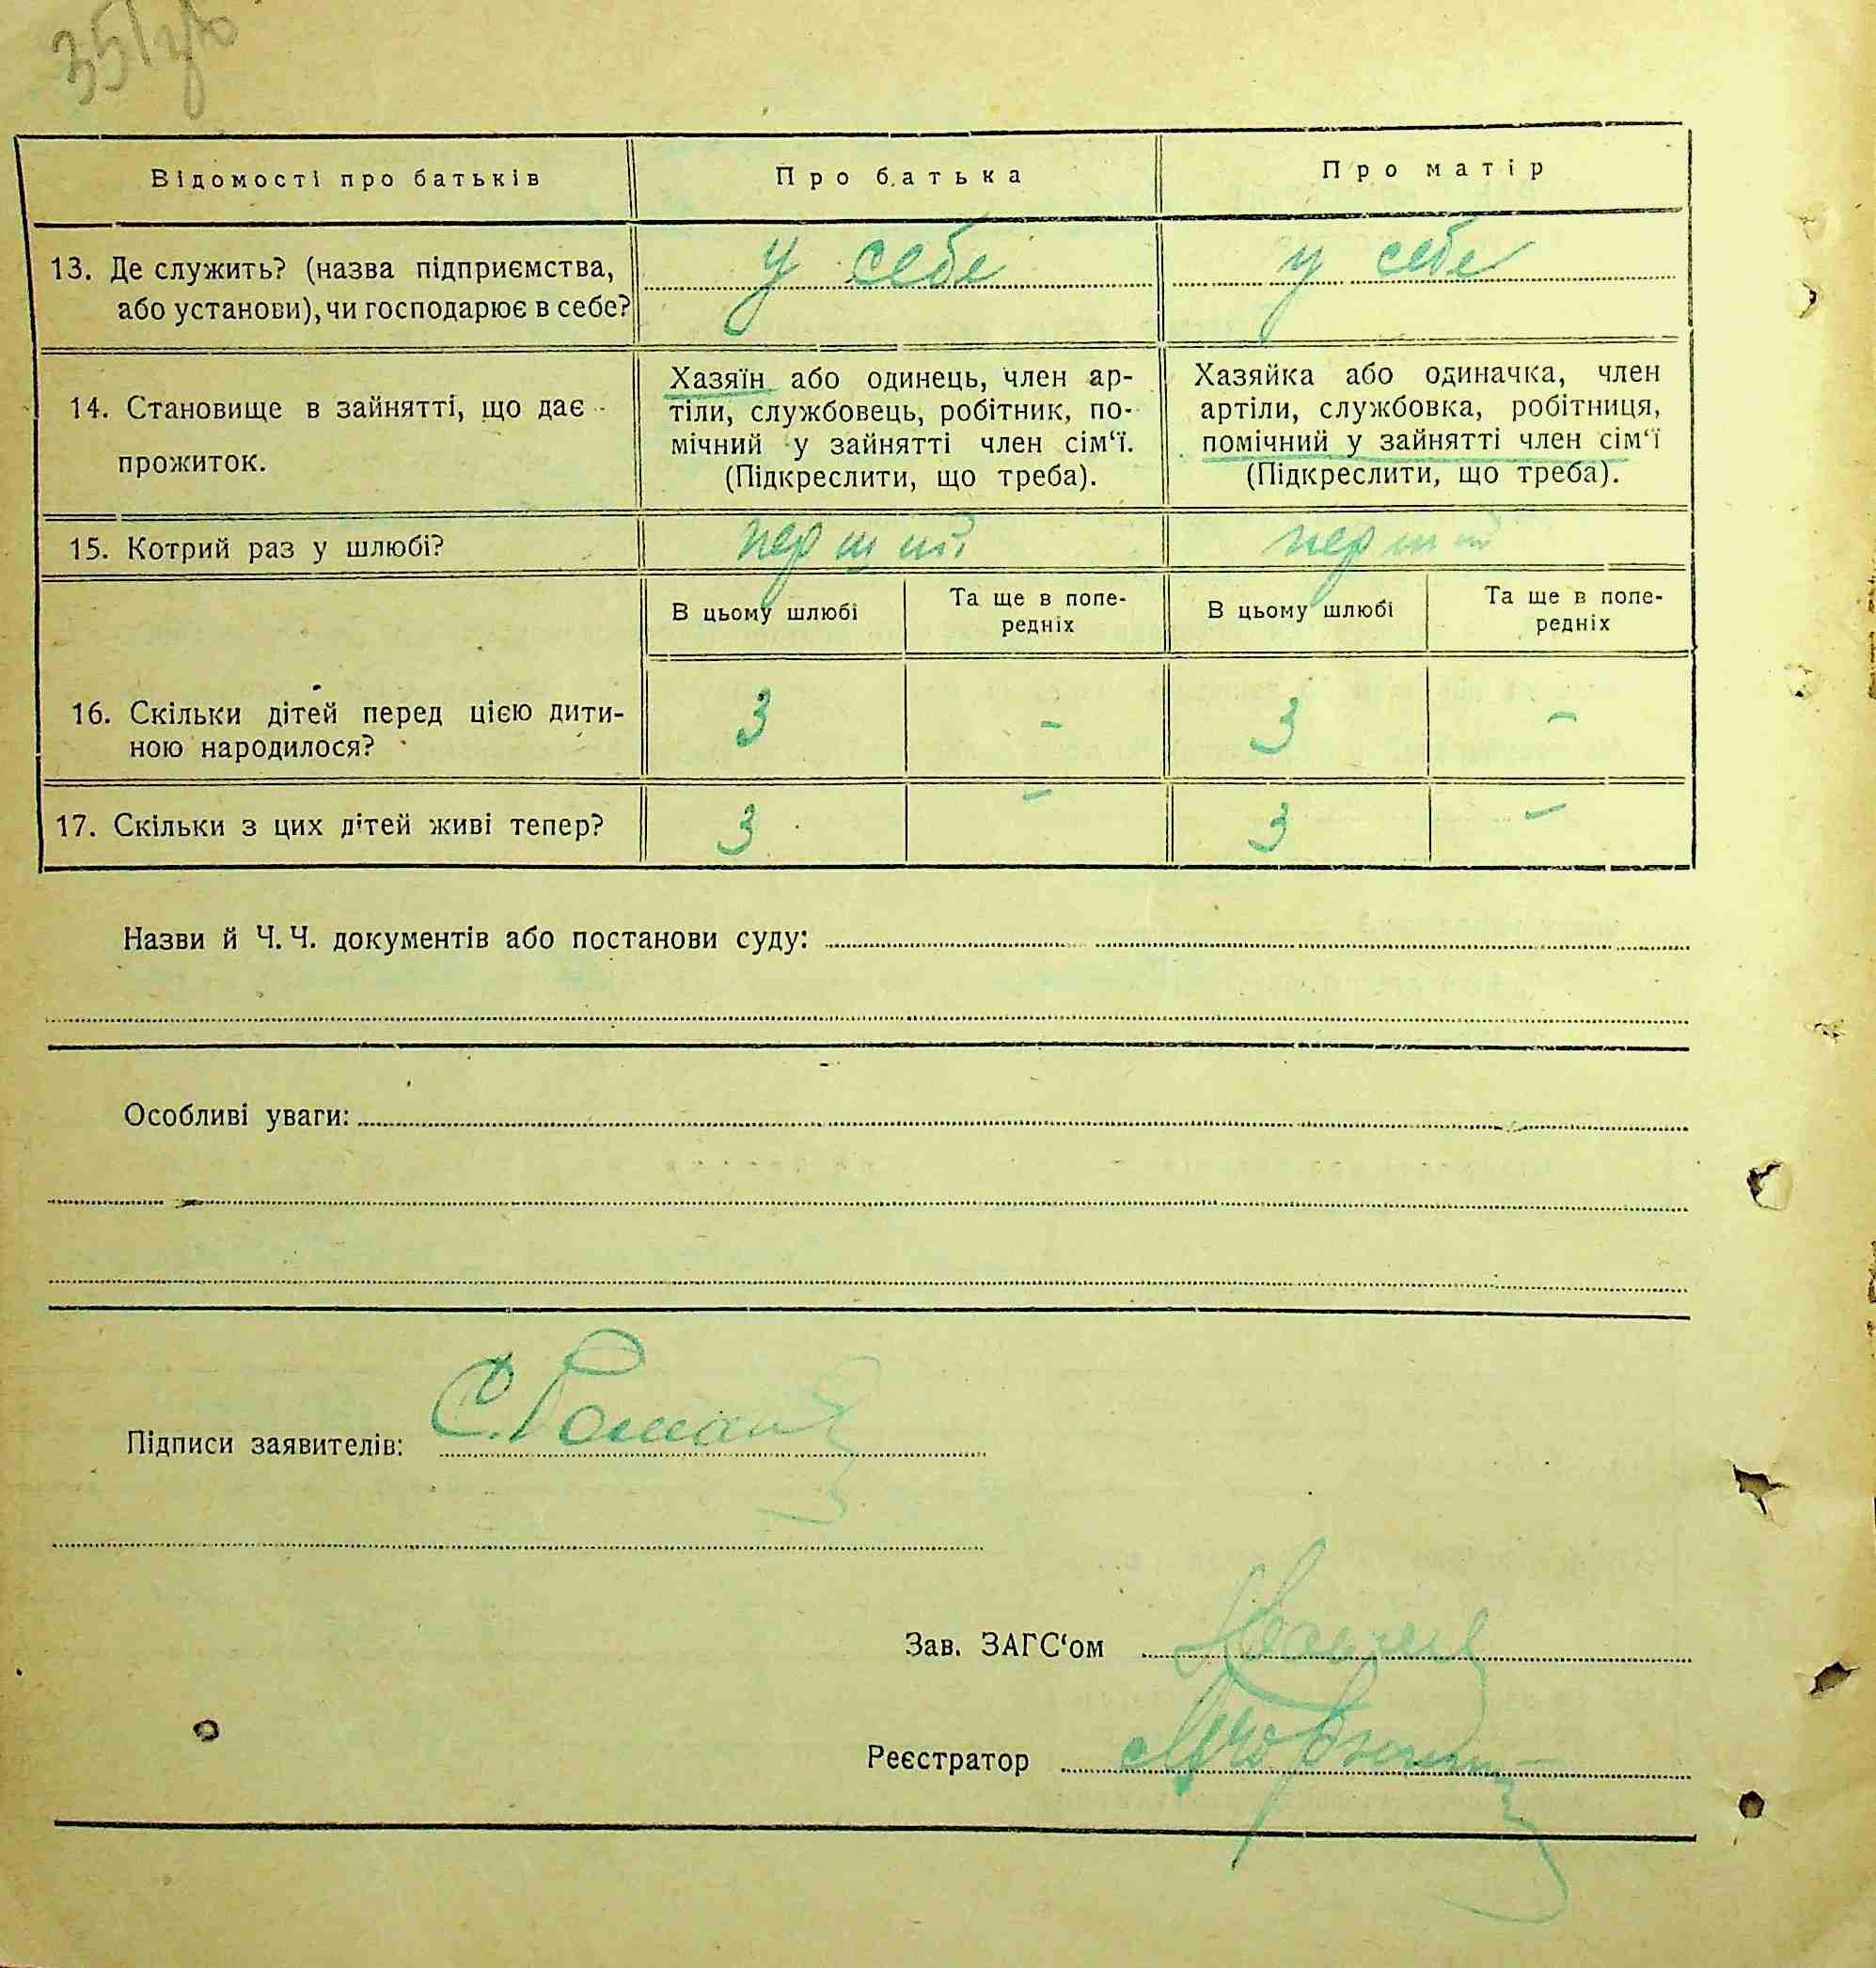 Відомості про батьків Про батька Про матір
13. Де служить? (назва підприємства, у себе у себе
або установи), чи господарює в себе?
Хазяїн або одинець, член ар- Хазяйка або одиначка, член
14. Становище в зайнятті, що дає тіли, службовець, робітник, по- артіли, службовка, робітниця,
мічний у зайнятті член сім‘ї. помічний у зайнятті член сім‘ї
прожиток. (Підкреслити, що треба). (Підкреслити, що треба).
15. Котрий раз у шлюбі? перший перший
В цьому шлюбі Та ще в попе- В цьому шлюбі Та ще в попе-
редніх редніх
16. Скільки дітей перед цією дити- 3 - 3 -
ною народилося?
17. Скільки з цих дітей живі тепер? 3 - 3 -
Назви й Ч. Ч. документів або постанови суду:
Особливі уваги:
Підписи заявителів:
Зав. ЗАГС‘ом
Реєстратор